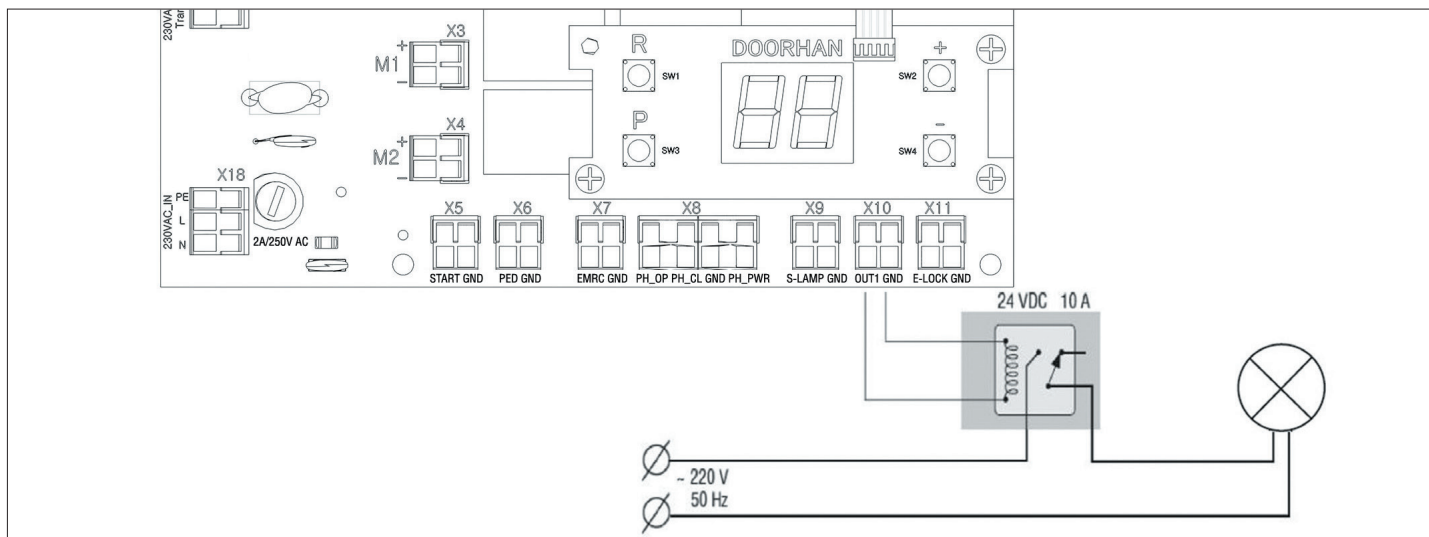 230VA
Tran
X3
+
M1
-
X4
+
M2
-
R
SW1
DOORHAN
+
SW2
P
SW3
-
SW4
X18
230VAC_IN
PE
L
N
2A/250V AC
X5
START GND
X6
PED GND
X7
EMRC GND
X8
PH_OP PH_CL GND PH_PWR
X9
S-LAMP GND
X10
OUT1 GND
X11
E-LOCK GND
24 VDC 10 A
~ 220 V
50 Hz